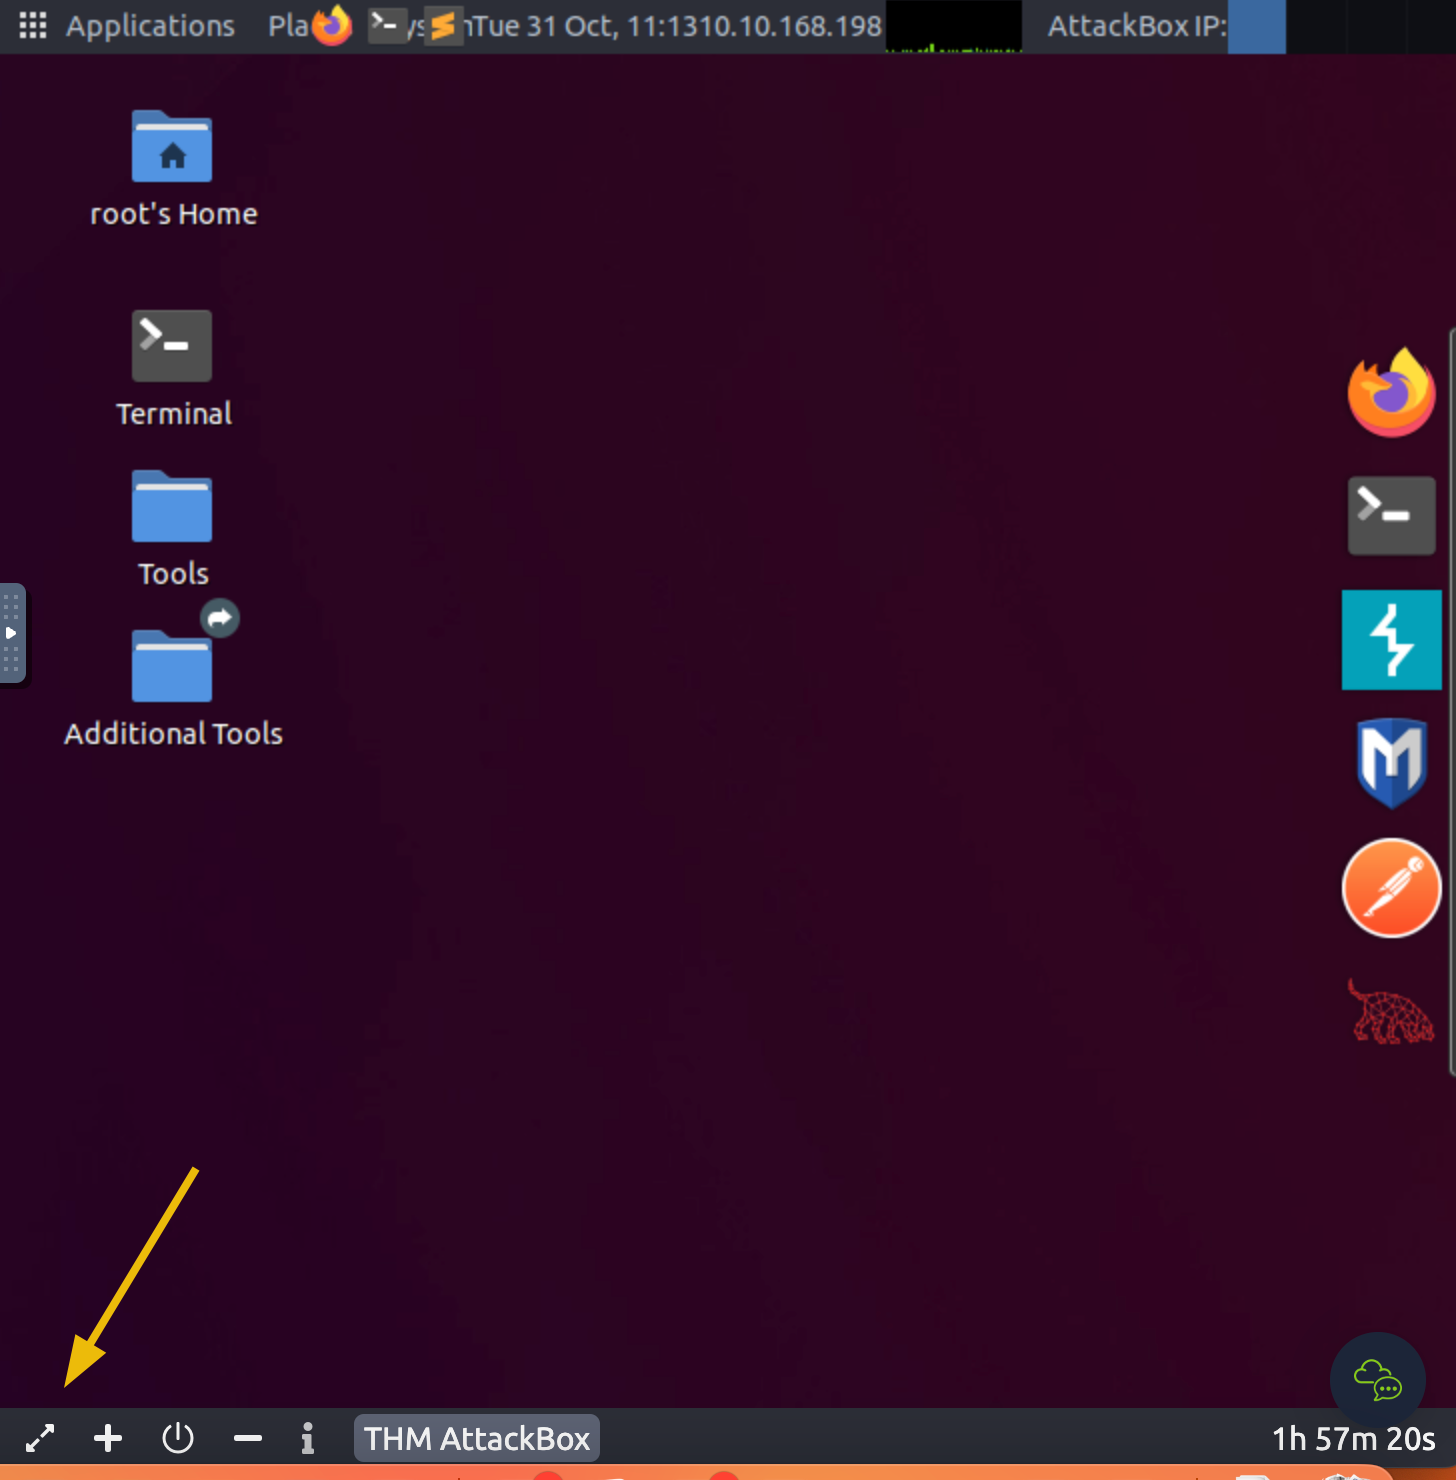 Applications Pla ys Tue 31 Oct, 11:1310.10.168.198 AttackBox IP:
root's Home
Terminal
Tools
Additional Tools
THM AttackBox 1h 57m 20s